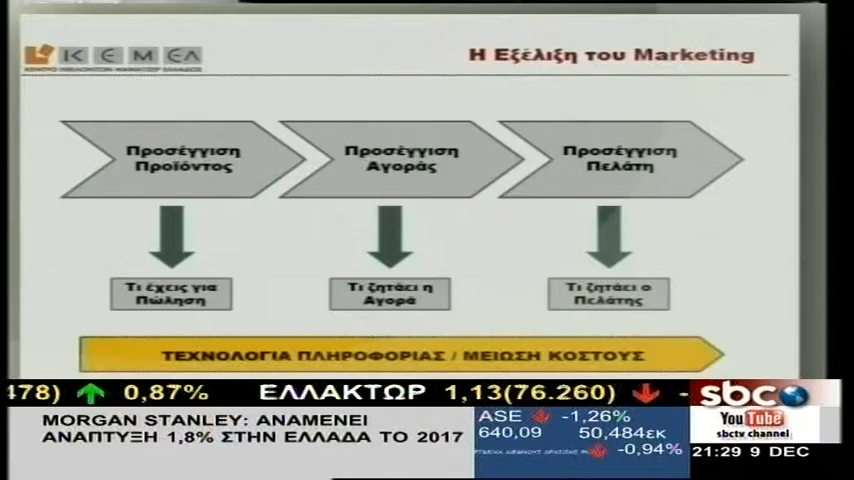 ΚΕΜΕΛ
Η Εξέλιξη του Marketing
Προσέγγιση
Προϊόντος
Προσέγγιση
Αγοράς
Προσέγγιση
Πελάτη
Τι έχεις για
Πώληση
Τι ζητάει η
Αγορά
Τι ζητάει ο
Πελάτης
ΤΕΧΝΟΛΟΓΙΑ ΠΛΗΡΟΦΟΡΙΑΣ / ΜΕΙΩΣΗ ΚΟΣΤΟΥΣ
478) 0,87% ΕΛΛΑΚΤΩΡ 1,13(76.260) -
sbc
MORGAN STANLEY: ΑΝΑΜΕΝΕΙ
ΑΝΑΠΤΥΞΗ 1,8% ΣΤΗΝ ΕΛΛΑΔΑ ΤΟ 2017
ASE -1,26%
640,09 50,484εκ
-0,94%
YouTube
sbctv channel
21:29 9 DEC